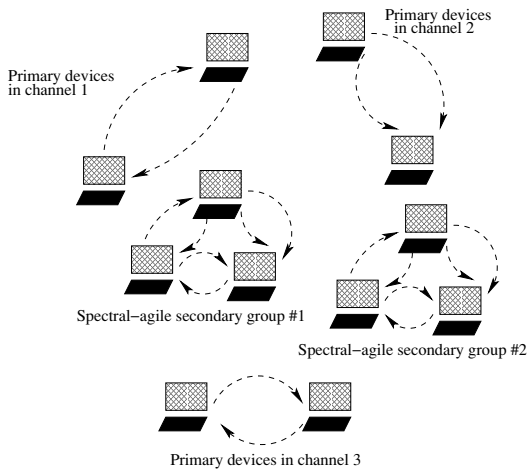 Primary devices
in channel 1
Primary devices
in channel 2
Spectral−agile secondary group #1
Spectral−agile secondary group #2
Primary devices in channel 3